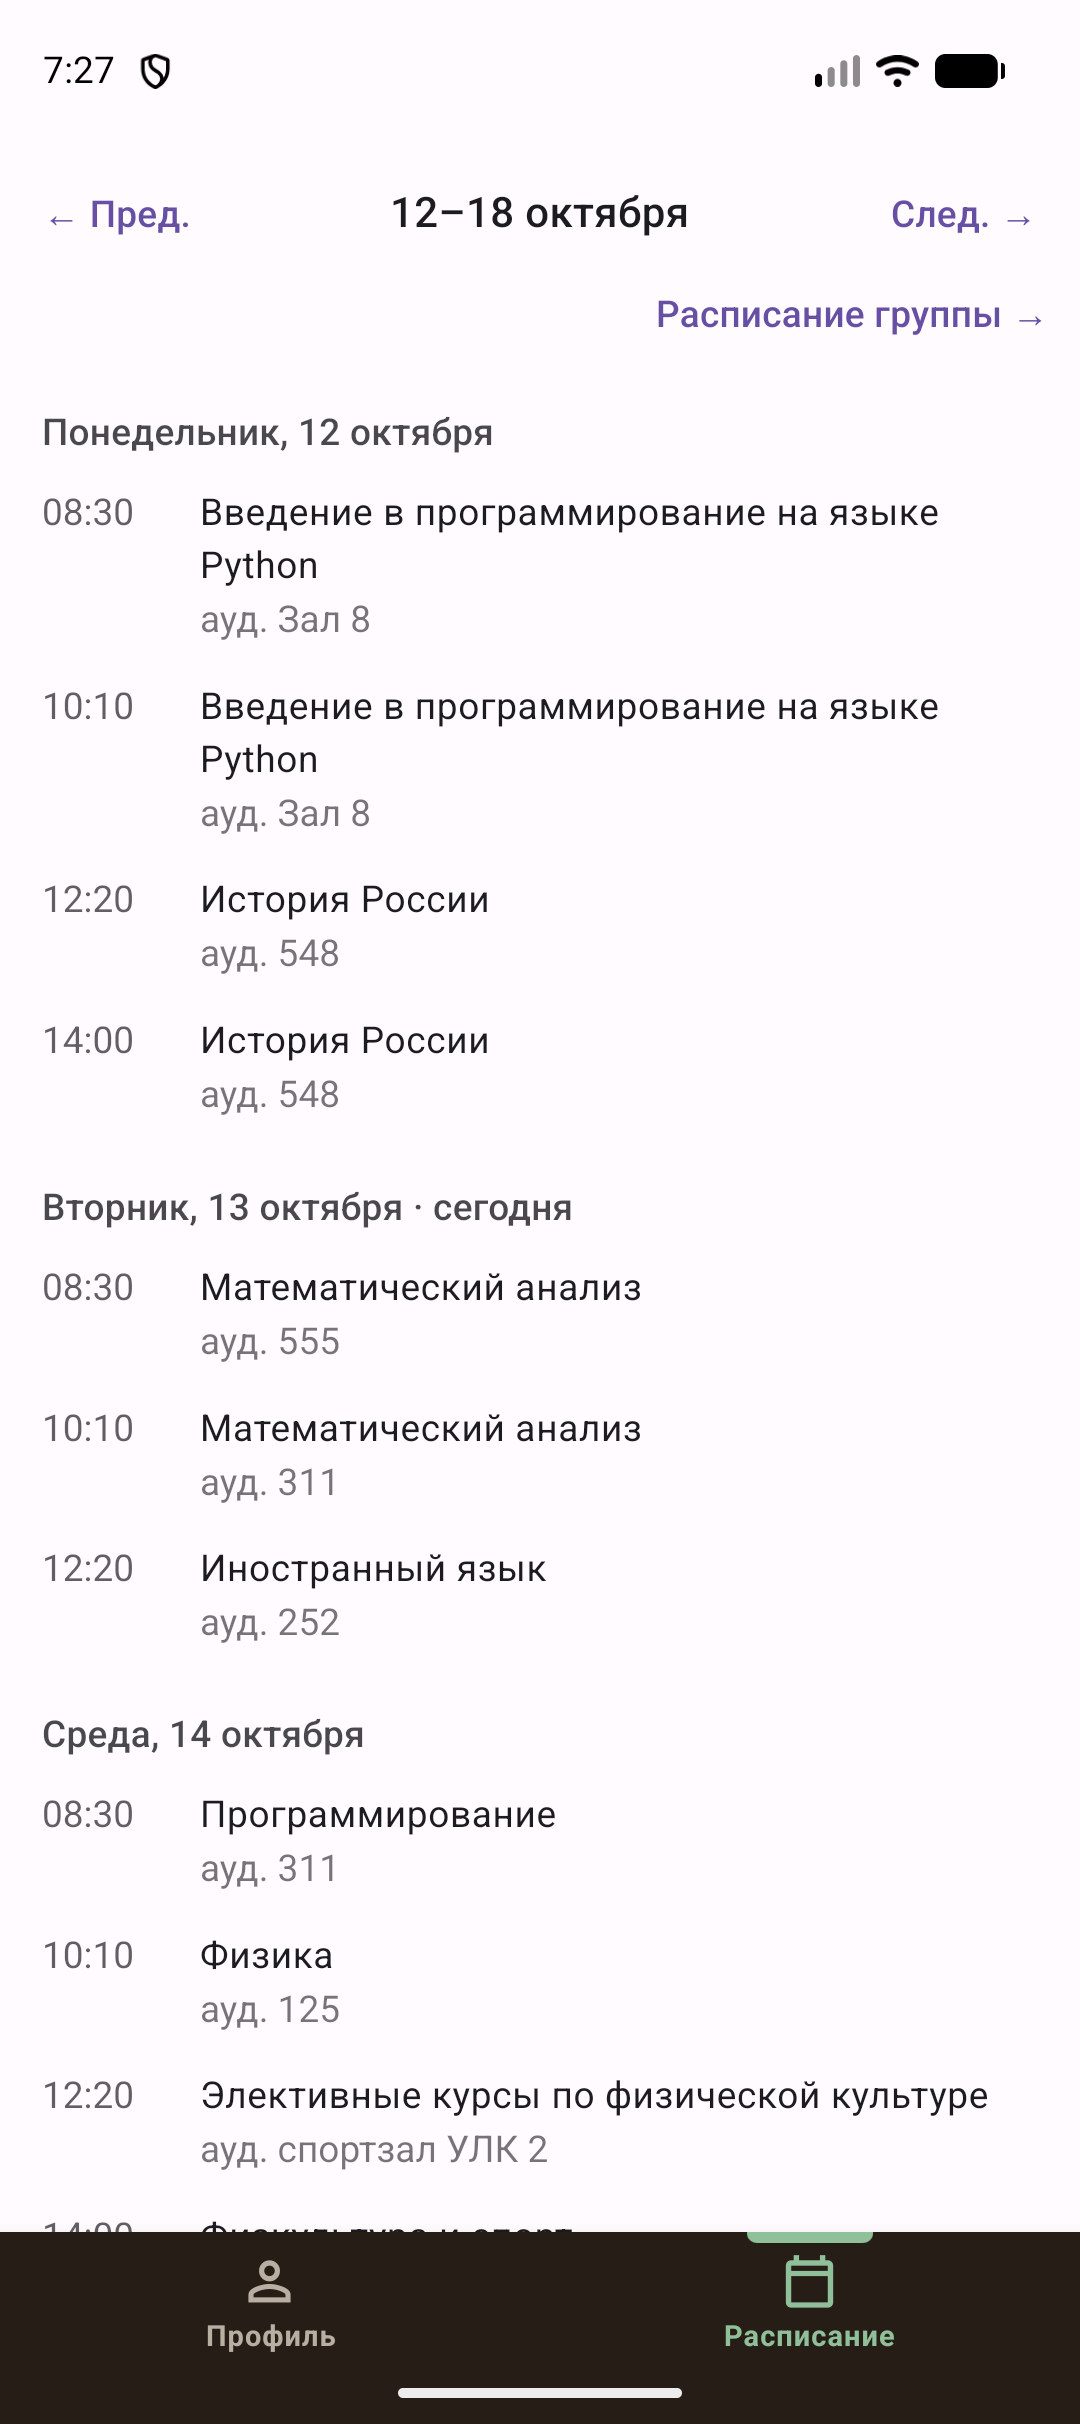 7:27
← Пред.
12–18 октября
След. →
Расписание группы →
Понедельник, 12 октября
08:30 Введение в программирование на языке
Python
ауд. Зал 8
10:10 Введение в программирование на языке
Python
ауд. Зал 8
12:20 История России
ауд. 548
14:00 История России
ауд. 548
Вторник, 13 октября · сегодня
08:30 Математический анализ
ауд. 555
10:10 Математический анализ
ауд. 311
12:20 Иностранный язык
ауд. 252
Среда, 14 октября
08:30 Программирование
ауд. 311
10:10 Физика
ауд. 125
12:20 Элективные курсы по физической культуре
ауд. спортзал УЛК 2
14:00 Физкультура и спорт
Профиль
Расписание